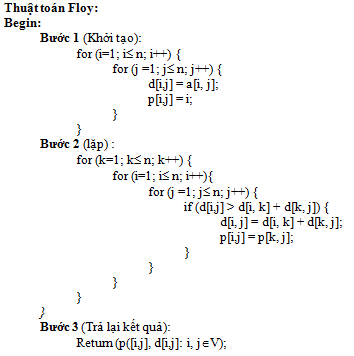 Thuật toán Floy:
Begin:
Bước 1 (Khởi tạo):
for (i=1; i≤ n; i++) {
for (j =1; j≤ n; j++) {
d[i,j] = a[i, j];
p[i,j] = i;
}
}
Bước 2 (lặp) :
for (k=1; k≤ n; k++) {
for (i=1; i≤ n; i++){
for (j =1; j≤ n; j++) {
if (d[i,j] > d[i, k] + d[k, j]) {
d[i, j] = d[i, k] + d[k, j];
p[i,j] = p[k, j];
}
}
}
}
}
Bước 3 (Trả lại kết quả):
Return (p([i,j], d[i,j]: i, j∈V);